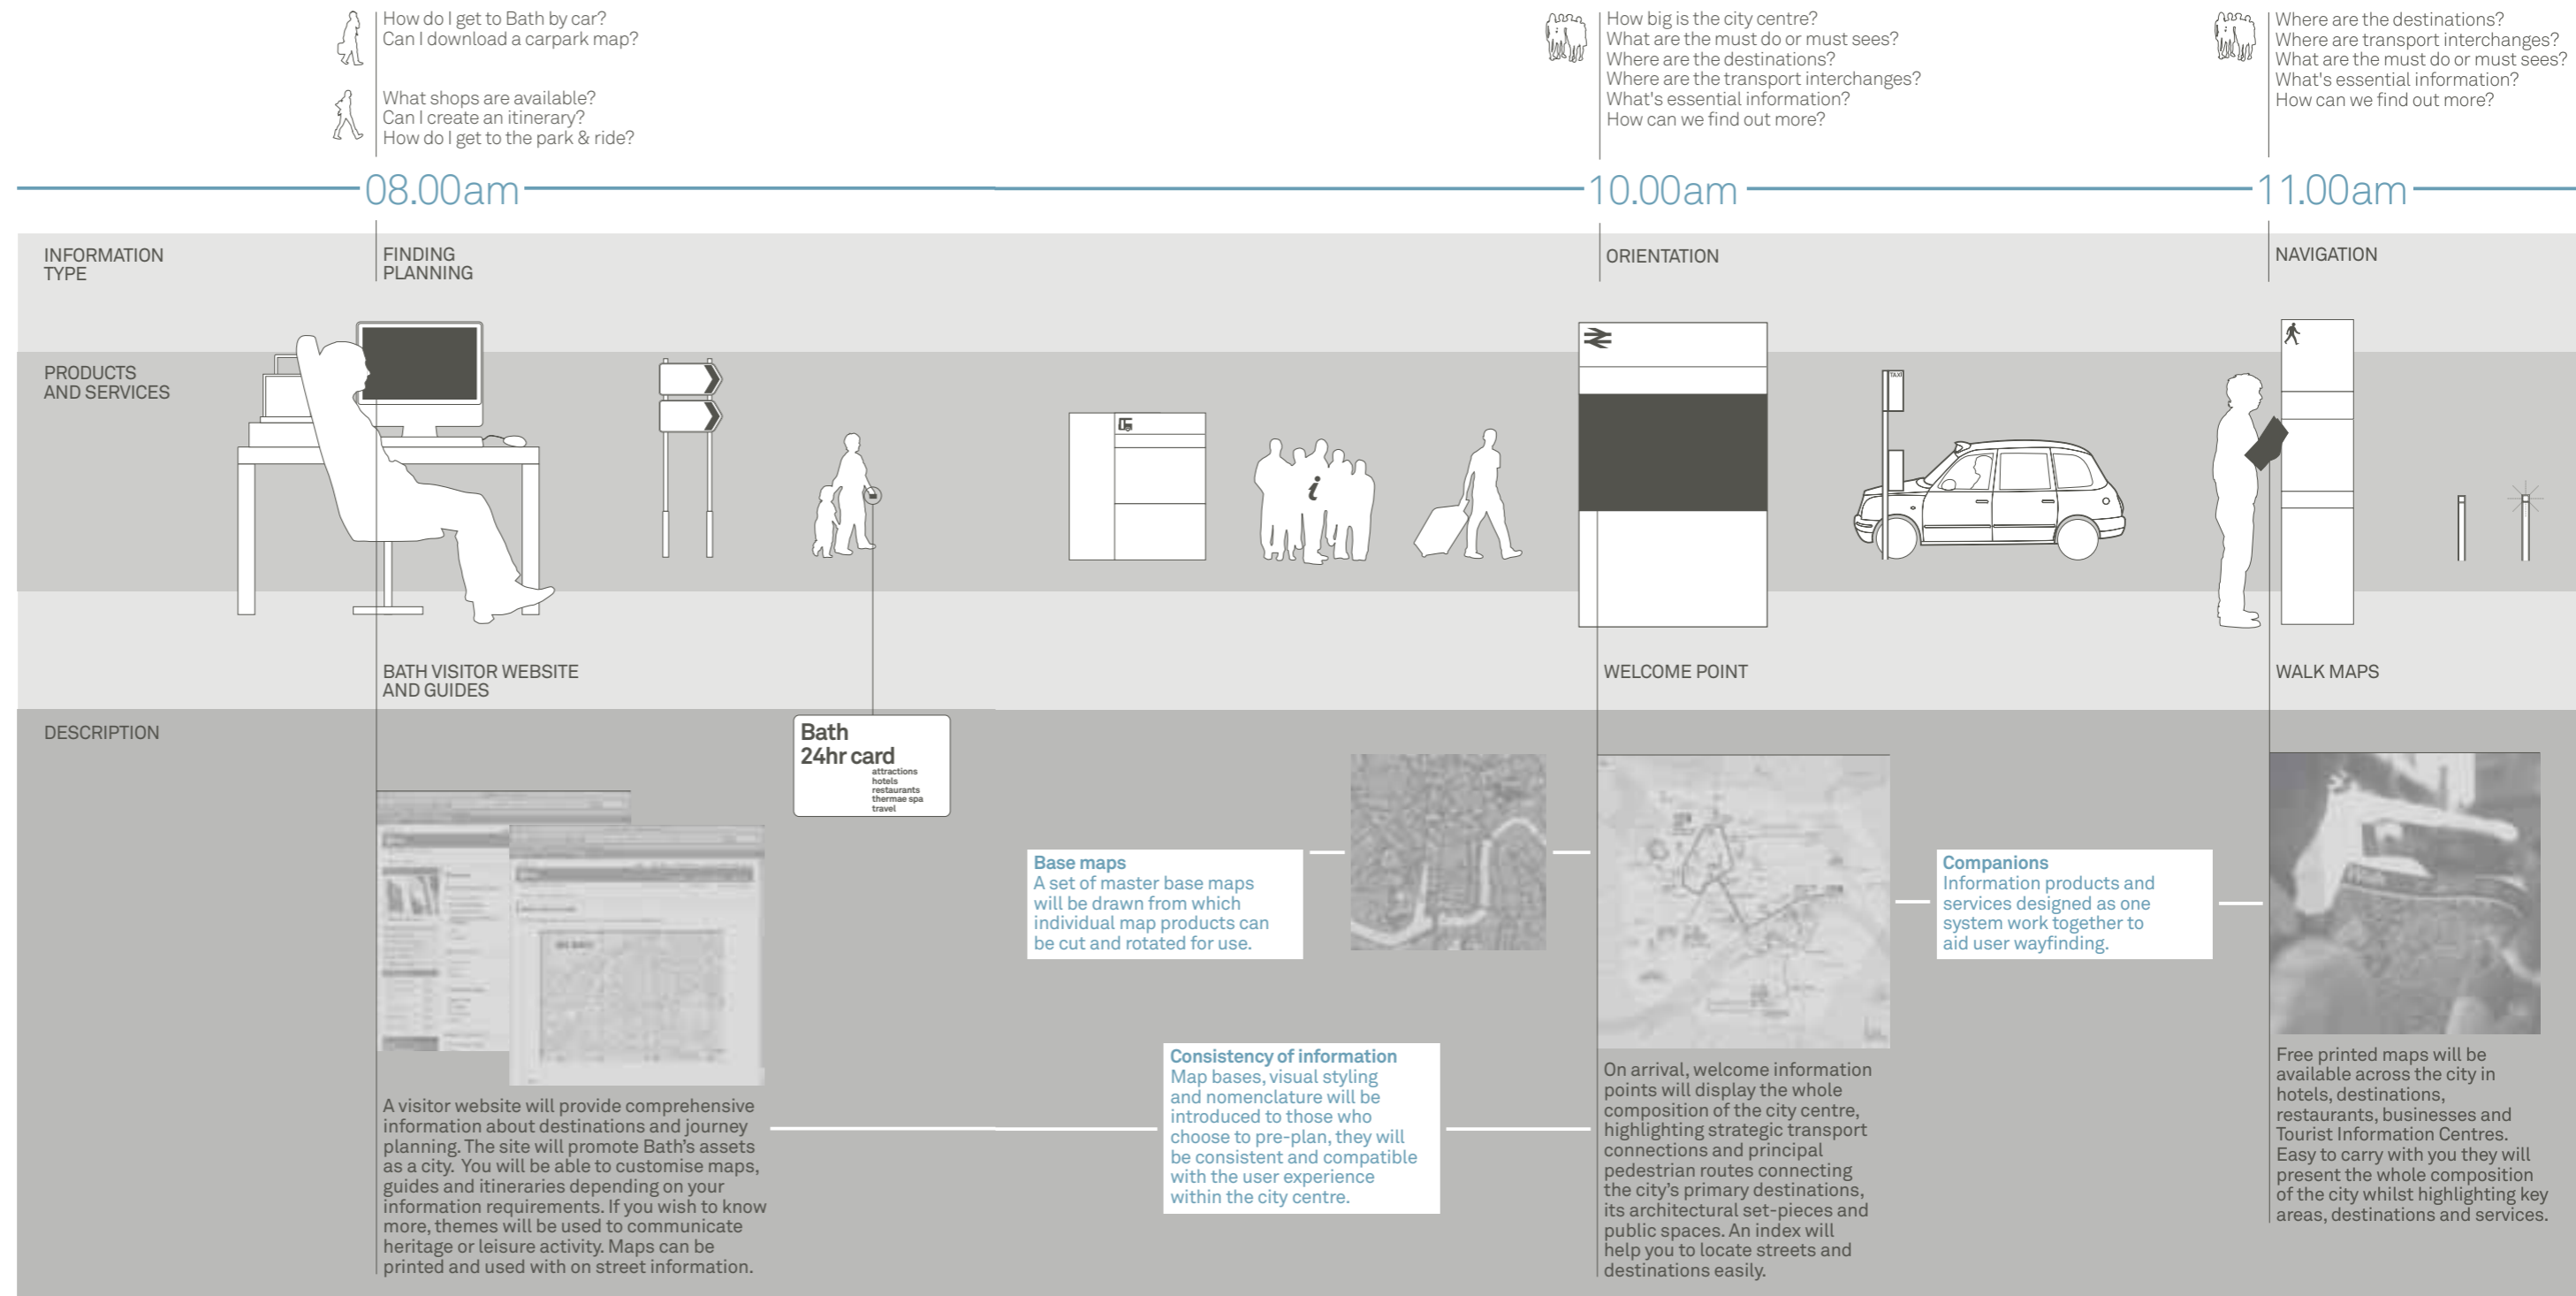 How do I get to Bath by car?
Can I download a carpark map?
What shops are available?
Can I create an itinerary?
How do I get to the park & ride?
How big is the city centre?
What are the must do or must sees?
Where are the destinations?
Where are the transport interchanges?
What's essential information?
How can we find out more?
Where are the destinations?
Where are transport interchanges?
What are the must do or must sees?
What's essential information?
How can we find out more?
08.00am
10.00am
11.00am
INFORMATION
TYPE
FINDING
PLANNING
ORIENTATION
NAVIGATION
PRODUCTS
AND SERVICES
i
TAXI
BATH VISITOR WEBSITE
AND GUIDES
WELCOME POINT
WALK MAPS
DESCRIPTION
Bath
24hr card
attractions
hotels
restaurants
thermae spa
travel
Base maps
A set of master base maps
will be drawn from which
individual map products can
be cut and rotated for use.
Companions
Information products and
services designed as one
system work together to
aid user wayfinding.
Consistency of information
Map bases, visual styling
and nomenclature will be
introduced to those who
choose to pre-plan, they will
be consistent and compatible
with the user experience
within the city centre.
A visitor website will provide comprehensive
information about destinations and journey
planning. The site will promote Bath's assets
as a city. You will be able to customise maps,
guides and itineraries depending on your
information requirements. If you wish to know
more, themes will be used to communicate
heritage or leisure activity. Maps can be
printed and used with on street information.
On arrival, welcome information
points will display the whole
composition of the city centre,
highlighting strategic transport
connections and principal
pedestrian routes connecting
the city's primary destinations,
its architectural set-pieces and
public spaces. An index will
help you to locate streets and
destinations easily.
Free printed maps will be
available across the city in
hotels, destinations,
restaurants, businesses and
Tourist Information Centres.
Easy to carry with you they will
present the whole composition
of the city whilst highlighting key
areas, destinations and services.